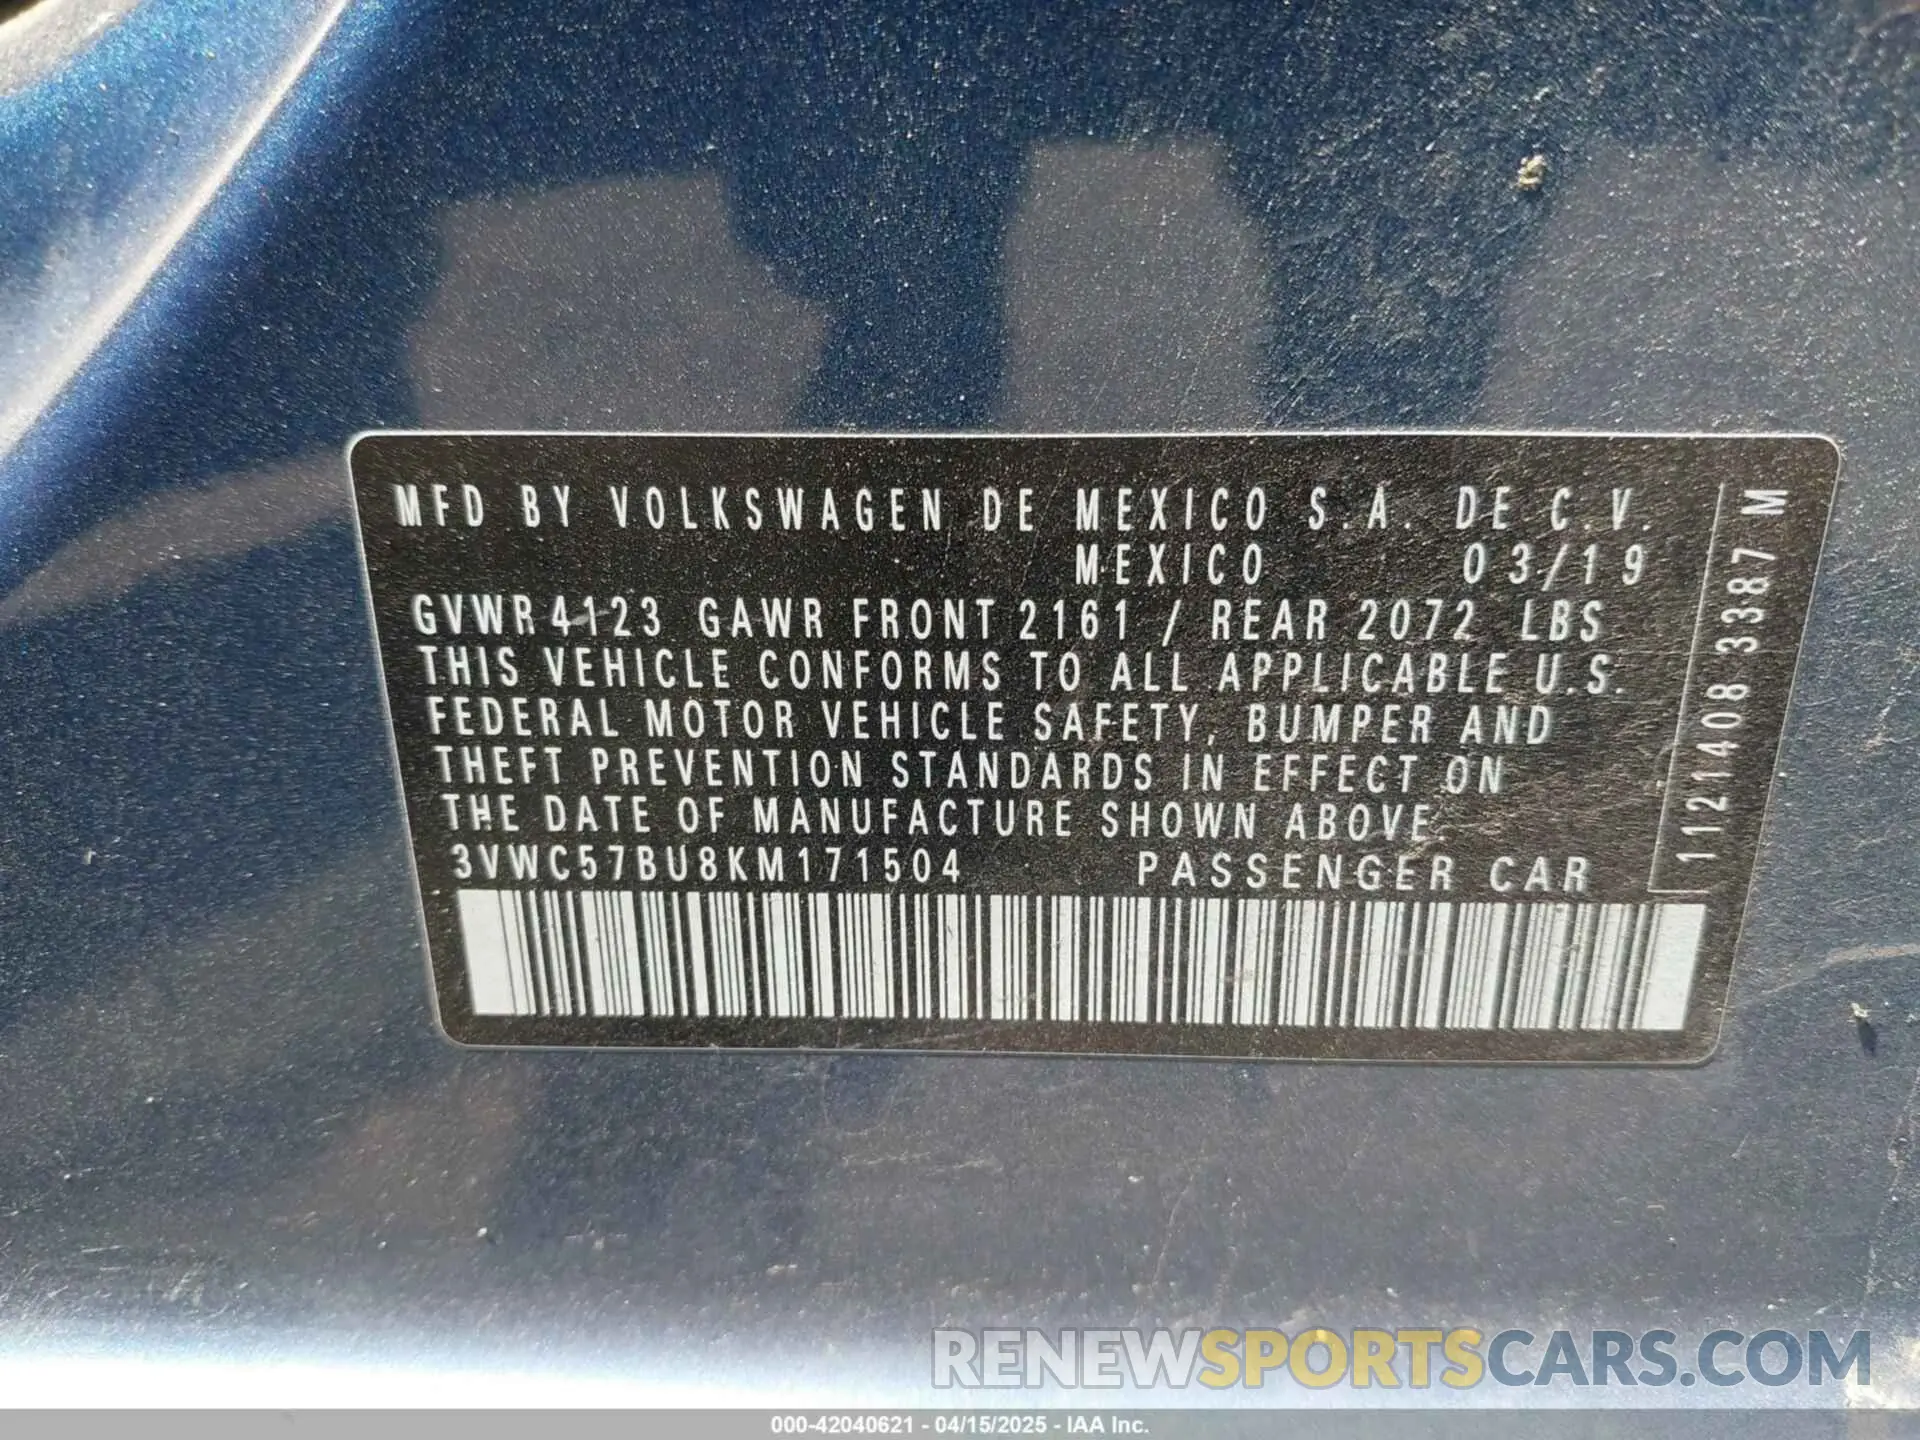 MFD BY VOLKSWAGEN DE MEXICO S.A. DE C.V.
MEXICO 03/19
GVWR 4123 GAWR FRONT 2161 / REAR 2072 LBS
THIS VEHICLE CONFORMS TO ALL APPLICABLE U.S.
FEDERAL MOTOR VEHICLE SAFETY, BUMPER AND
THEFT PREVENTION STANDARDS IN EFFECT ON
THE DATE OF MANUFACTURE SHOWN ABOVE
3VWC57BU8KM171504 PASSENGER CAR
1121408 3387 M
RENEWSPORTSCARS.COM
000-42040621 - 04/15/2025 - IAA Inc.